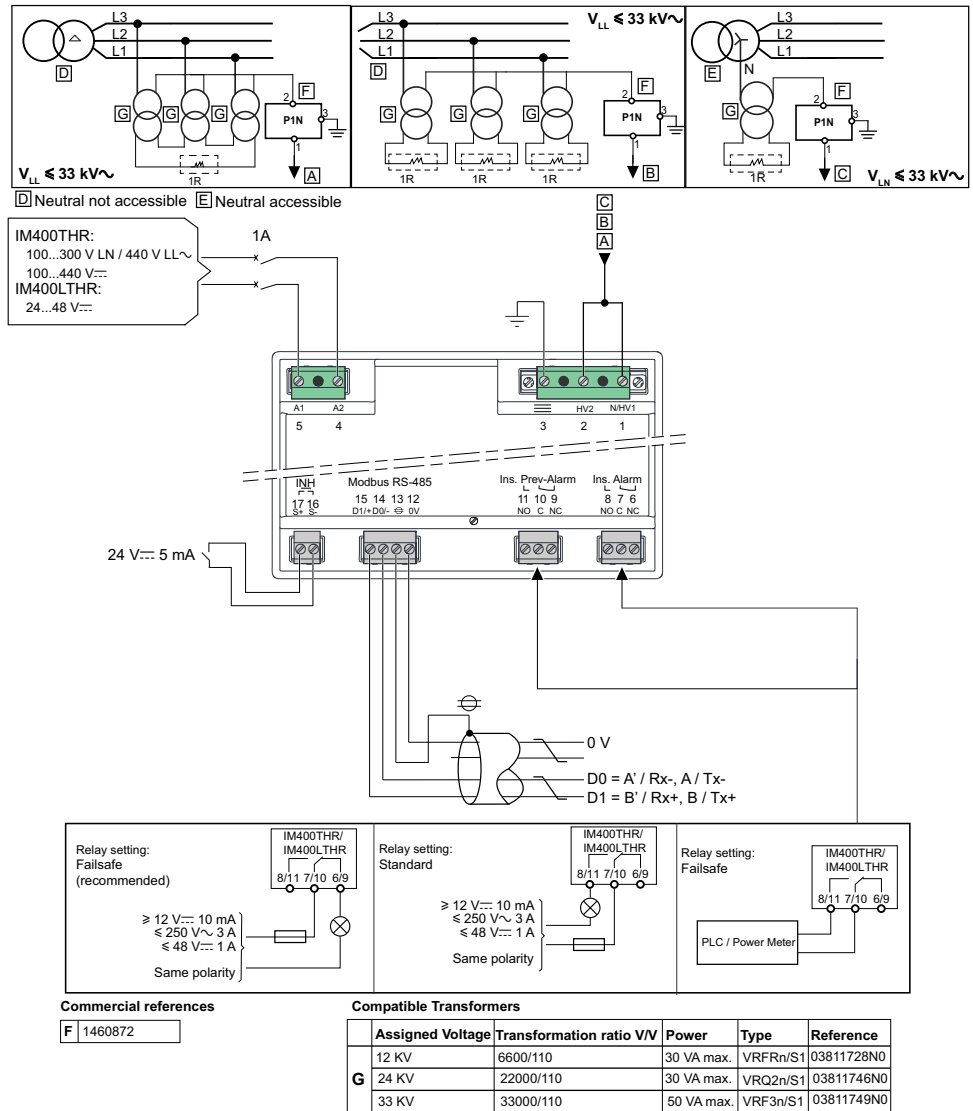 L3
L2
L1
D
G
G
G
2
F
P1N
3
1
1R
A
V_LL ⩽ 33 kV∼
L3
L2
L1
V_LL ⩽ 33 kV∼
D
G
G
G
2
F
P1N
3
1
1R
1R
1R
B
L3
L2
L1
E
N
G
2
F
P1N
3
1
1R
C
V_LN ⩽ 33 kV∼
D Neutral not accessible E Neutral accessible
IM400THR:
100...300 V LN / 440 V LL∼
100...440 V⎓
IM400LTHR:
24...48 V⎓
1A
C
B
A
A1 A2
5 4
HV2 N/HV1
3 2 1
INH
17 16
S+ S-
Modbus RS-485
15 14 13 12
D1/+ D0/- 0V
Ins. Prev-Alarm
11 10 9
NO C NC
Ins. Alarm
8 7 6
NO C NC
24 V⎓ 5 mA
0 V
D0 = A' / Rx-, A / Tx-
D1 = B' / Rx+, B / Tx+
Relay setting:
Failsafe
(recommended)
IM400THR/
IM400LTHR
8/11 7/10 6/9
⩾ 12 V⎓ 10 mA
⩽ 250 V∼ 3 A
⩽ 48 V⎓ 1 A
Same polarity
Relay setting:
Standard
IM400THR/
IM400LTHR
8/11 7/10 6/9
⩾ 12 V⎓ 10 mA
⩽ 250 V∼ 3 A
⩽ 48 V⎓ 1 A
Same polarity
Relay setting:
Failsafe
IM400THR/
IM400LTHR
8/11 7/10 6/9
PLC / Power Meter
Commercial references
F 1460872
Compatible Transformers
Assigned Voltage Transformation ratio V/V Power Type Reference
G
12 KV 6600/110 30 VA max. VRFRn/S1 03811728N0
24 KV 22000/110 30 VA max. VRQ2n/S1 03811746N0
33 KV 33000/110 50 VA max. VRF3n/S1 03811749N0